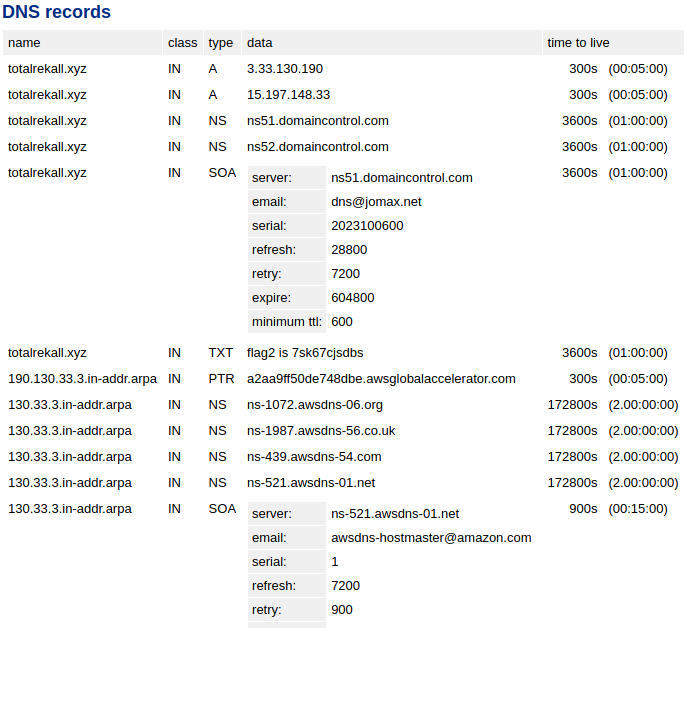 DNS records
name class type data time to live
totalrekall.xyz IN A 3.33.130.190 300s (00:05:00)
totalrekall.xyz IN A 15.197.148.33 300s (00:05:00)
totalrekall.xyz IN NS ns51.domaincontrol.com 3600s (01:00:00)
totalrekall.xyz IN NS ns52.domaincontrol.com 3600s (01:00:00)
totalrekall.xyz IN SOA server: ns51.domaincontrol.com 3600s (01:00:00)
email: dns@jomax.net
serial: 2023100600
refresh: 28800
retry: 7200
expire: 604800
minimum ttl: 600
totalrekall.xyz IN TXT flag2 is 7sk67cjsdbs 3600s (01:00:00)
190.130.33.3.in-addr.arpa IN PTR a2aa9ff50de748dbe.awsglobalaccelerator.com 300s (00:05:00)
130.33.3.in-addr.arpa IN NS ns-1072.awsdns-06.org 172800s (2.00:00:00)
130.33.3.in-addr.arpa IN NS ns-1987.awsdns-56.co.uk 172800s (2.00:00:00)
130.33.3.in-addr.arpa IN NS ns-439.awsdns-54.com 172800s (2.00:00:00)
130.33.3.in-addr.arpa IN NS ns-521.awsdns-01.net 172800s (2.00:00:00)
130.33.3.in-addr.arpa IN SOA server: ns-521.awsdns-01.net 900s (00:15:00)
email: awsdns-hostmaster@amazon.com
serial: 1
refresh: 7200
retry: 900